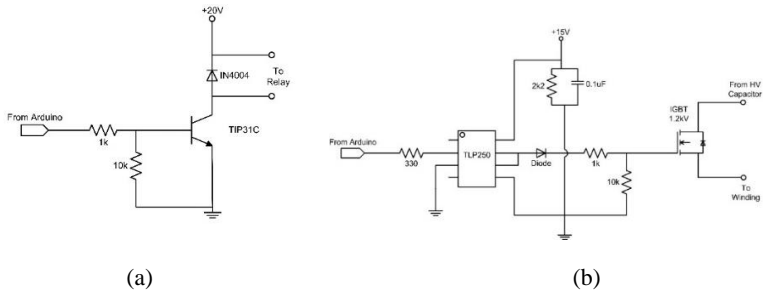 +20V
IN4004
To
Relay
From Arduino
1k
TIP31C
10k
(a)
+15V
2k2
0.1uF
From HV
Capacitor
IGBT
1.2kV
From Arduino
330
TLP250
Diode
1k
10k
To
Winding
(b)